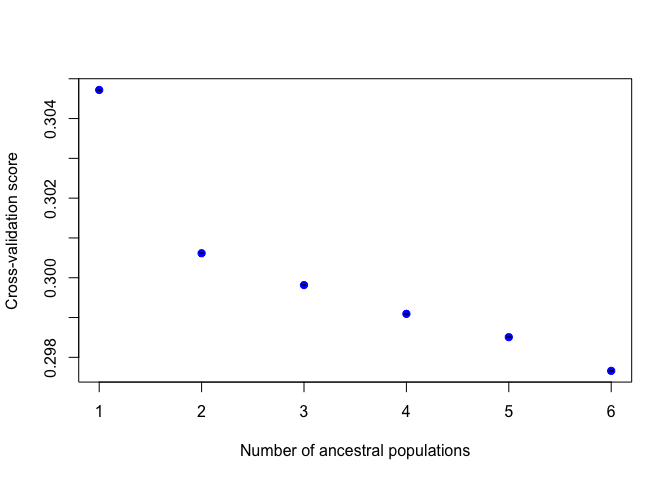 Cross-validation score
0.304
0.302
0.300
0.298
1 2 3 4 5 6
Number of ancestral populations